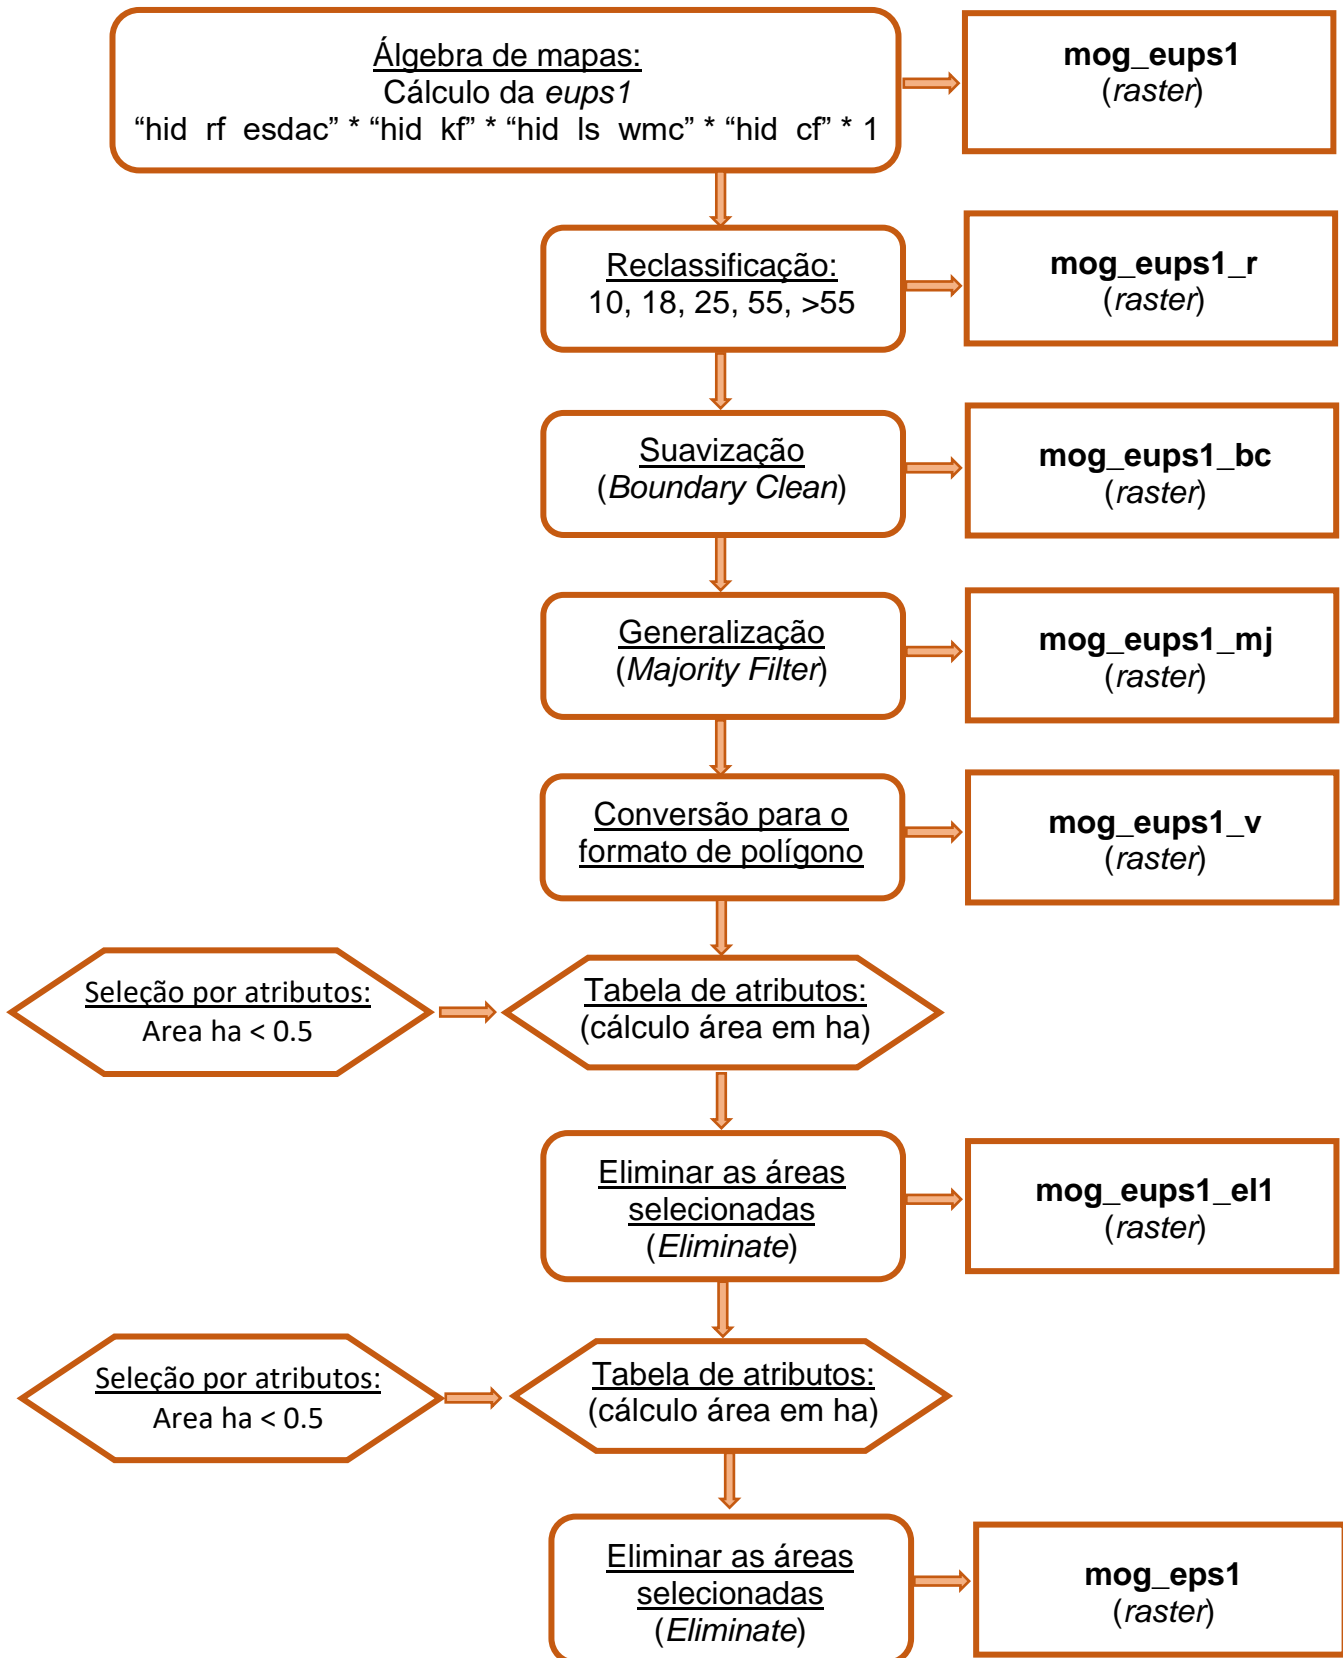 Álgebra de mapas:
Cálculo da eups1
“hid rf esdac” * “hid kf” * “hid ls wmc” * “hid cf” * 1
mog_eups1
(raster)
Reclassificação:
10, 18, 25, 55, >55
mog_eups1_r
(raster)
Suavização
(Boundary Clean)
mog_eups1_bc
(raster)
Generalização
(Majority Filter)
mog_eups1_mj
(raster)
Conversão para o
formato de polígono
mog_eups1_v
(raster)
Seleção por atributos:
Area ha < 0.5
Tabela de atributos:
(cálculo área em ha)
Eliminar as áreas
selecionadas
(Eliminate)
mog_eups1_el1
(raster)
Seleção por atributos:
Area ha < 0.5
Tabela de atributos:
(cálculo área em ha)
Eliminar as áreas
selecionadas
(Eliminate)
mog_eps1
(raster)